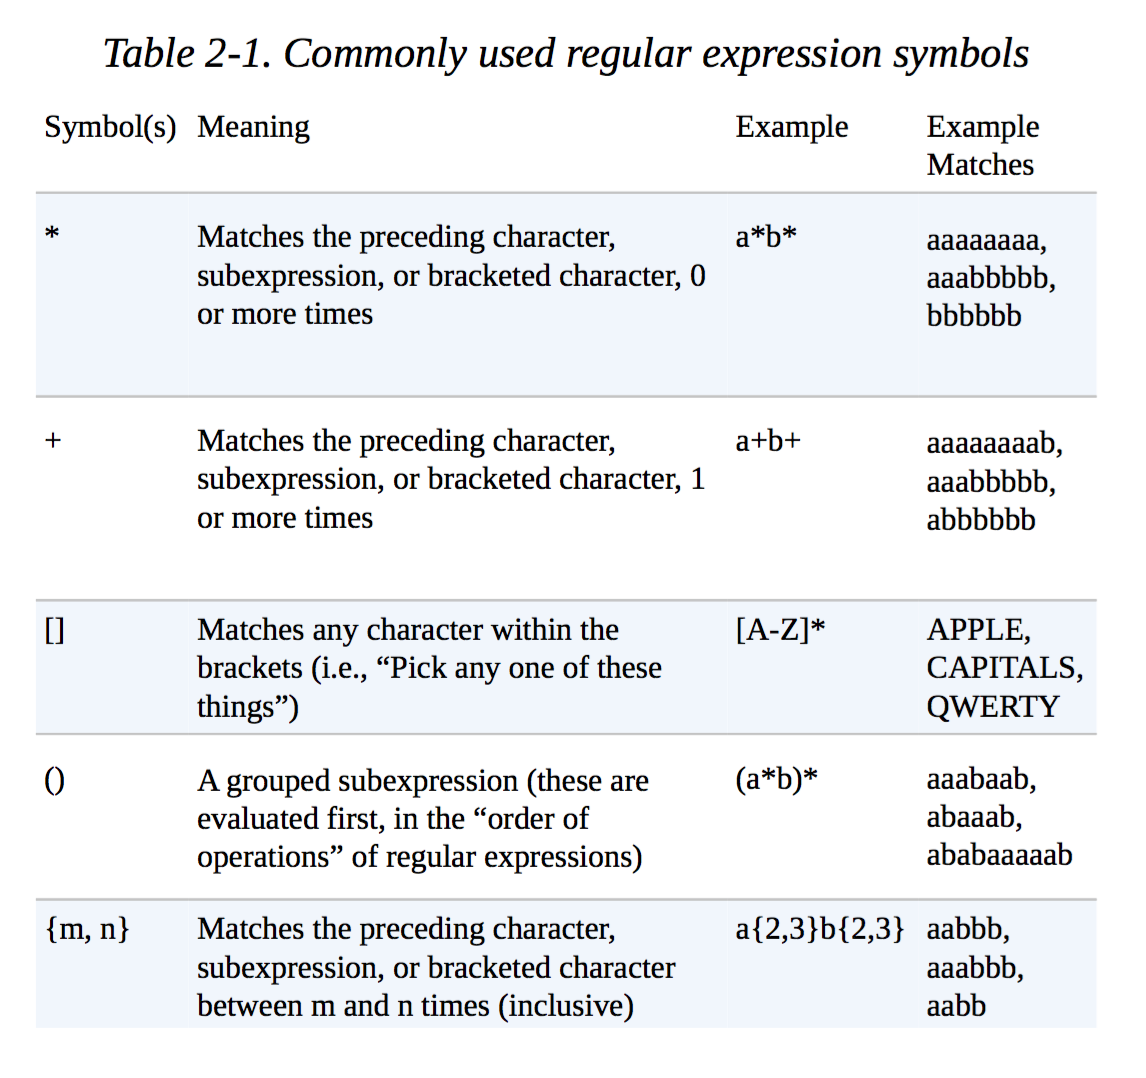 Table 2-1. Commonly used regular expression symbols
Symbol(s) Meaning Example Example
Matches
* Matches the preceding character, a*b* aaaaaaaa,
subexpression, or bracketed character, 0 aaabbbbb,
or more times bbbbbb
+ Matches the preceding character, a+b+ aaaaaaaab,
subexpression, or bracketed character, 1 aaabbbbb,
or more times abbbbbb
[] Matches any character within the [A-Z]* APPLE,
brackets (i.e., “Pick any one of these CAPITALS,
things”) QWERTY
() A grouped subexpression (these are (a*b)* aaabaab,
evaluated first, in the “order of abaaab,
operations” of regular expressions) ababaaaaab
{m, n} Matches the preceding character, a{2,3}b{2,3} aabbb,
subexpression, or bracketed character aaabbb,
between m and n times (inclusive) aabb